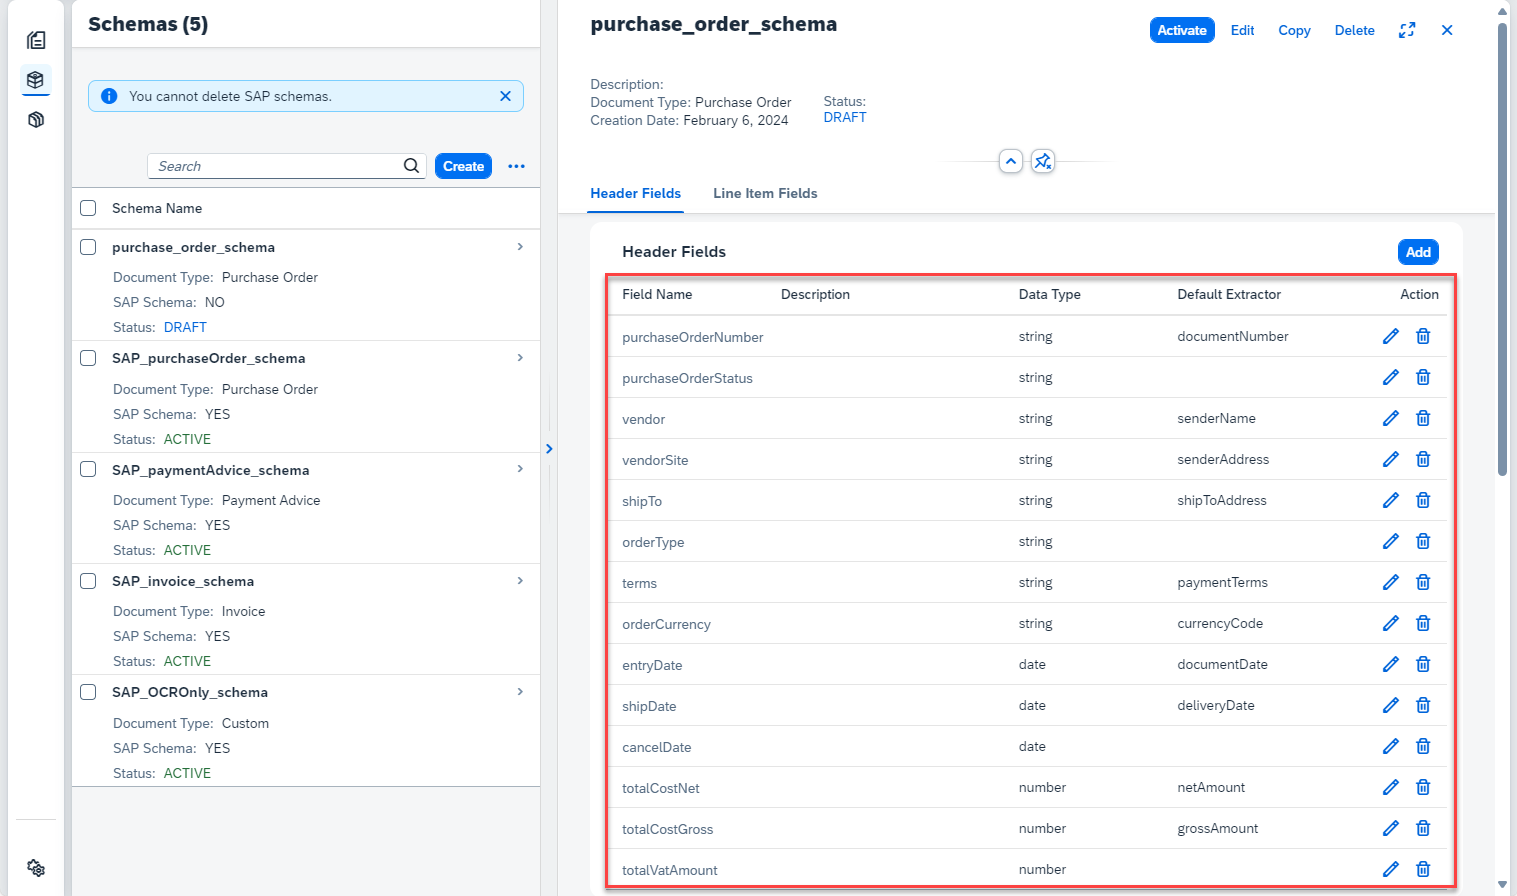 Schemas (5)
You cannot delete SAP schemas.
Search
Create
Schema Name
purchase_order_schema
Document Type: Purchase Order
SAP Schema: NO
Status: DRAFT
SAP_purchaseOrder_schema
Document Type: Purchase Order
SAP Schema: YES
Status: ACTIVE
SAP_paymentAdvice_schema
Document Type: Payment Advice
SAP Schema: YES
Status: ACTIVE
SAP_invoice_schema
Document Type: Invoice
SAP Schema: YES
Status: ACTIVE
SAP_OCROnly_schema
Document Type: Custom
SAP Schema: YES
Status: ACTIVE
purchase_order_schema
Activate Edit Copy Delete
Description:
Document Type: Purchase Order
Creation Date: February 6, 2024
Status:
DRAFT
Header Fields Line Item Fields
Header Fields Add
Field Name Description Data Type Default Extractor Action
purchaseOrderNumber string documentNumber
purchaseOrderStatus string
vendor string senderName
vendorSite string senderAddress
shipTo string shipToAddress
orderType string
terms string paymentTerms
orderCurrency string currencyCode
entryDate date documentDate
shipDate date deliveryDate
cancelDate date
totalCostNet number netAmount
totalCostGross number grossAmount
totalVatAmount number